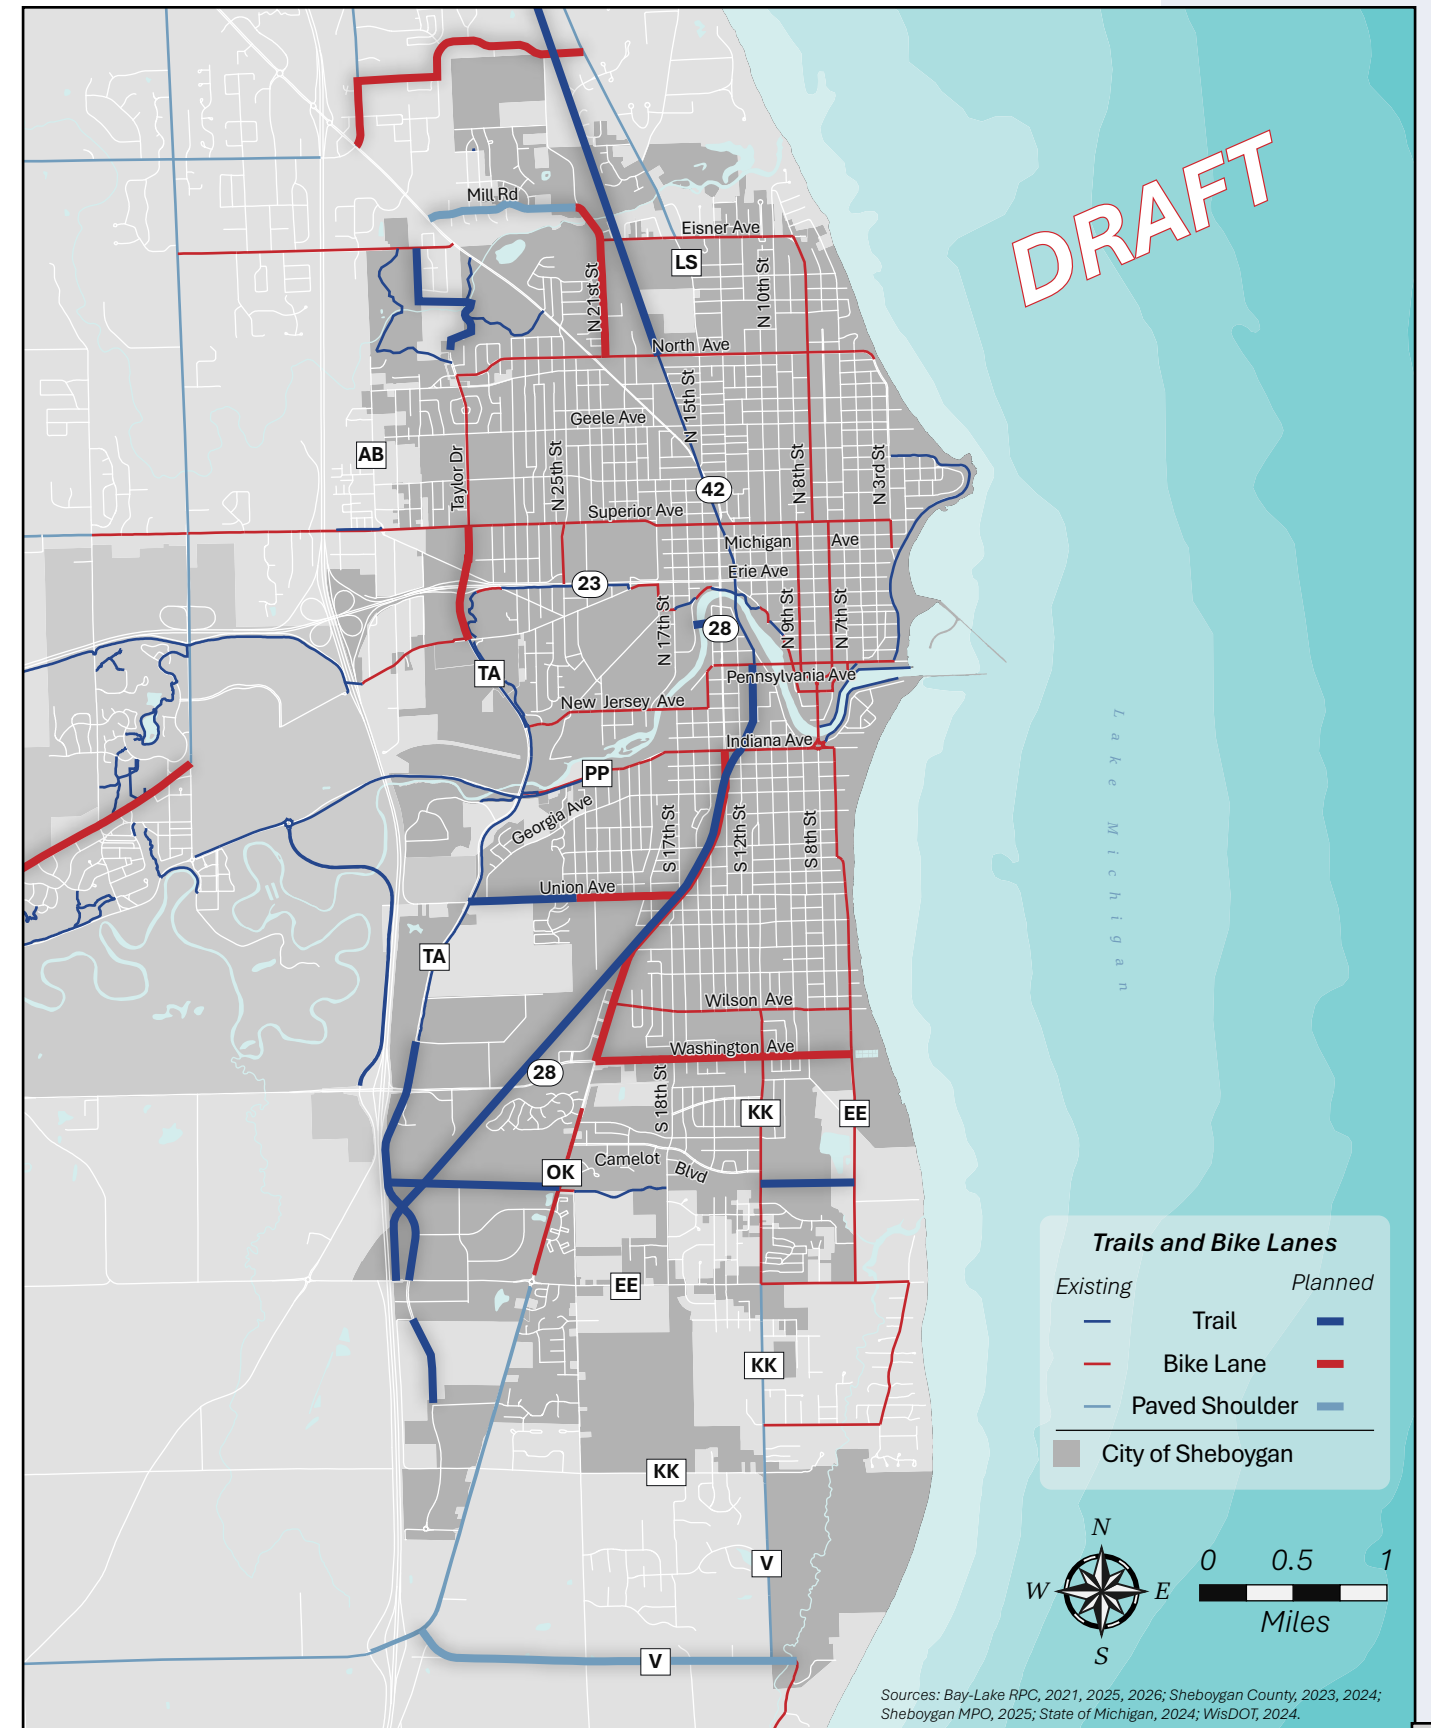 DRAFT
Mill Rd
Eisner Ave
LS
N 21st St
N 10th St
North Ave
N 15th St
Geele Ave
AB
Taylor Dr
N 25th St
N 8th St
N 3rd St
42
Superior Ave
Michigan Ave
Erie Ave
23
N 17th St
28
N 9th St
N 7th St
TA
Pennsylvania Ave
New Jersey Ave
Indiana Ave
Lake Michigan
PP
Georgia Ave
S 17th St
S 12th St
S 8th St
Union Ave
TA
Wilson Ave
Washington Ave
28
S 18th St
KK
EE
Camelot Blvd
OK
EE
KK
KK
V
V
Trails and Bike Lanes
Existing Planned
Trail
Bike Lane
Paved Shoulder
City of Sheboygan
N
W E
S
0 0.5 1
Miles
Sources: Bay-Lake RPC, 2021, 2025, 2026; Sheboygan County, 2023, 2024;
Sheboygan MPO, 2025; State of Michigan, 2024; WisDOT, 2024.